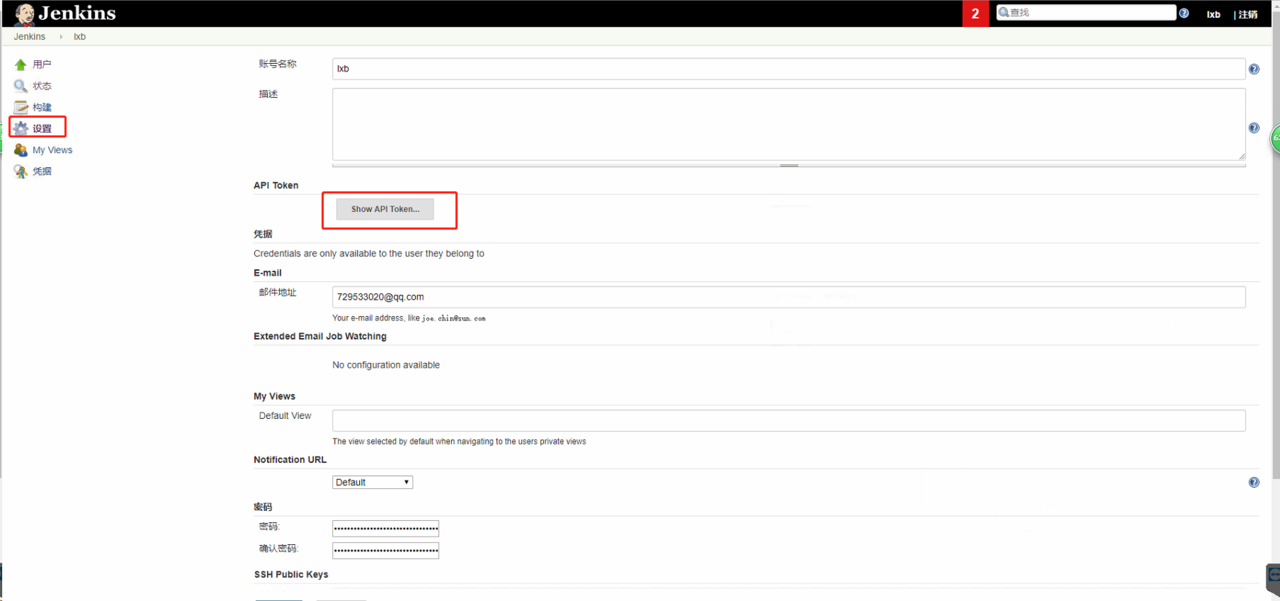 Jenkins
2
查找
lxb
| 注销
Jenkins
lxb
用户
状态
构建
设置
My Views
凭据
账号名称
lxb
描述
API Token
Show API Token...
凭据
Credentials are only available to the user they belong to
E-mail
邮件地址
729533020@qq.com
Your e-mail address, like joe.chin@sun.com
Extended Email Job Watching
No configuration available
My Views
Default View
The view selected by default when navigating to the users private views
Notification URL
Default
密码
密码:
确认密码:
SSH Public Keys